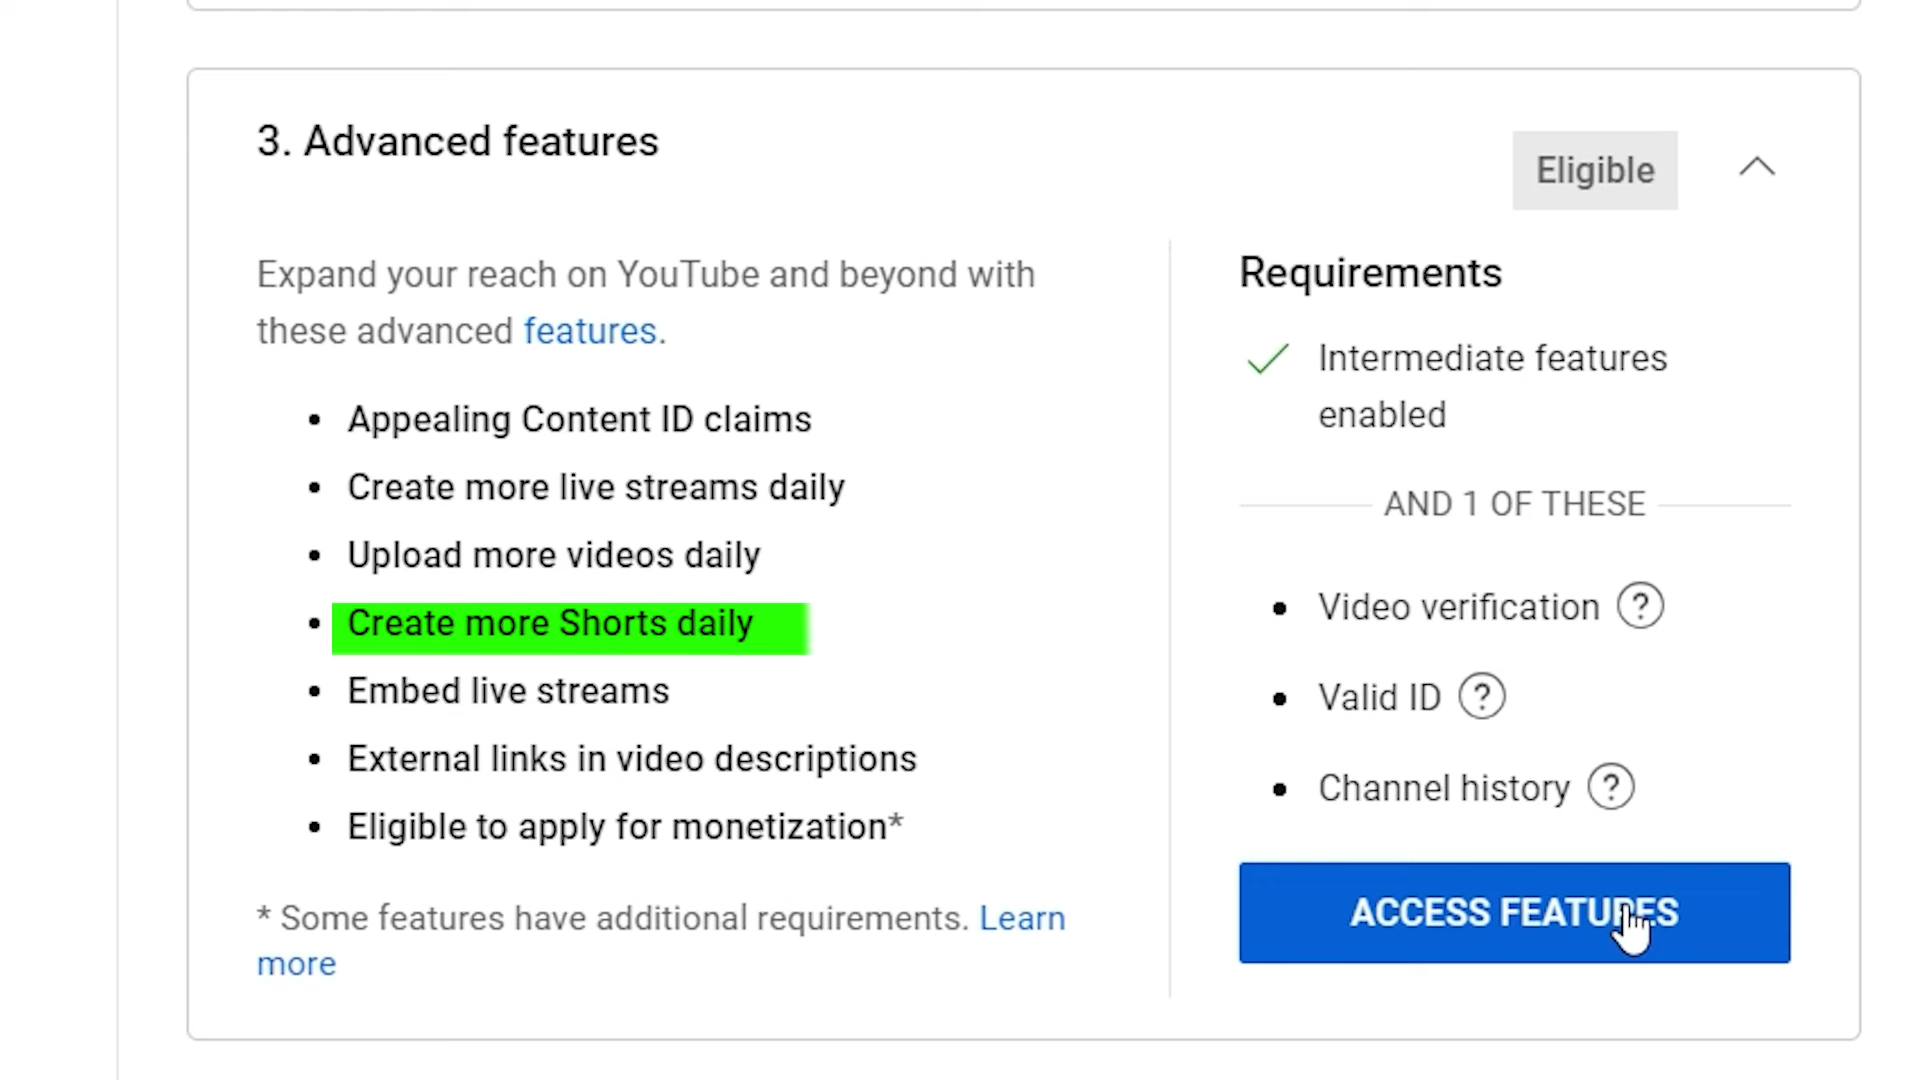 3. Advanced features
Eligible
Expand your reach on YouTube and beyond with
these advanced features.
• Appealing Content ID claims
• Create more live streams daily
• Upload more videos daily
• Create more Shorts daily
• Embed live streams
• External links in video descriptions
• Eligible to apply for monetization*
* Some features have additional requirements. Learn
more
Requirements
Intermediate features
enabled
AND 1 OF THESE
• Video verification ?
• Valid ID ?
• Channel history ?
ACCESS FEATURES